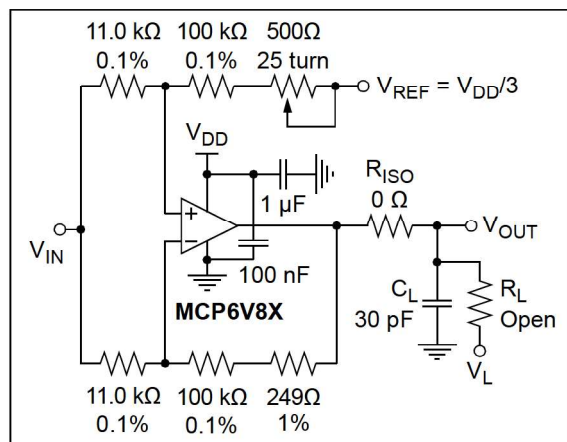 11.0 kΩ 100 kΩ 500Ω
0.1% 0.1% 25 turn
V_REF = V_DD/3
V_DD
R_ISO
0 Ω
1 µF
V_IN
V_OUT
100 nF
MCP6V8X
C_L
30 pF
R_L
Open
V_L
11.0 kΩ 100 kΩ 249Ω
0.1% 0.1% 1%